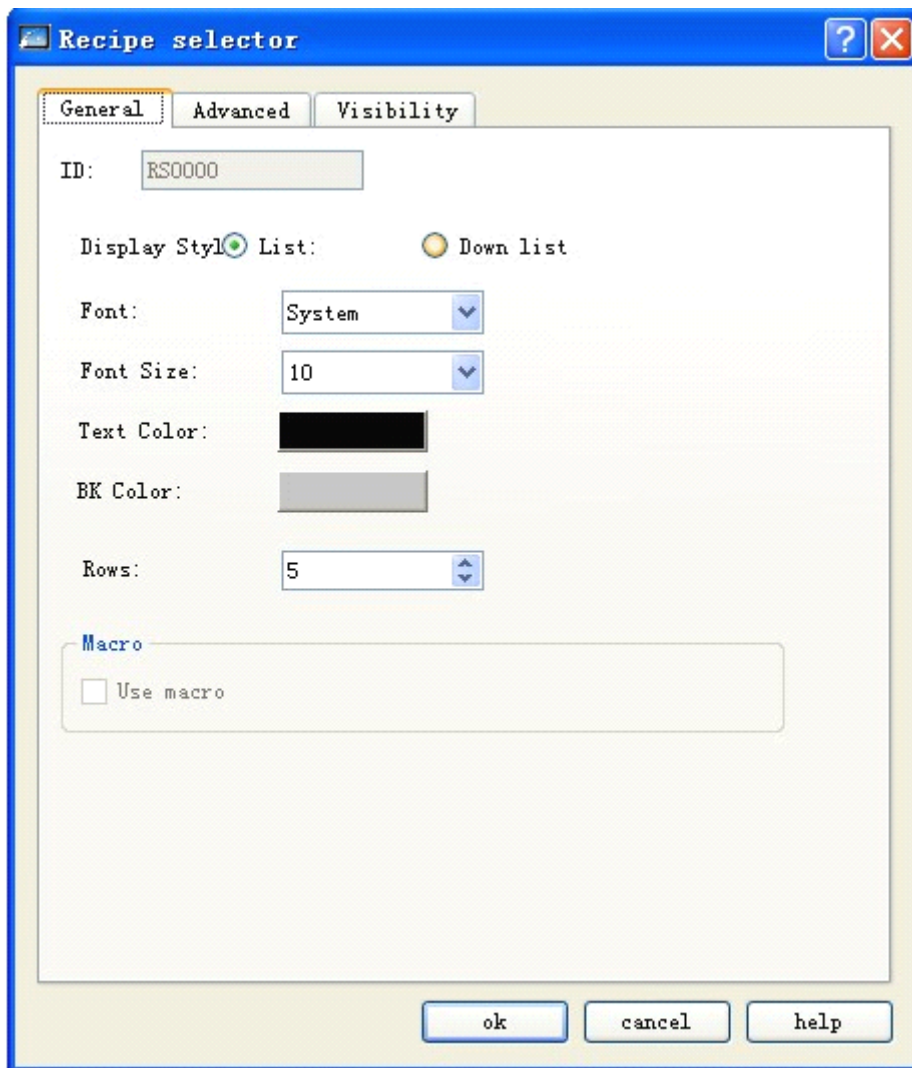 Recipe selector
General Advanced Visibility
ID: RS0000
Display Styl List: Down list
Font: System
Font Size: 10
Text Color:
BK Color:
Rows: 5
Macro
Use macro
ok cancel help